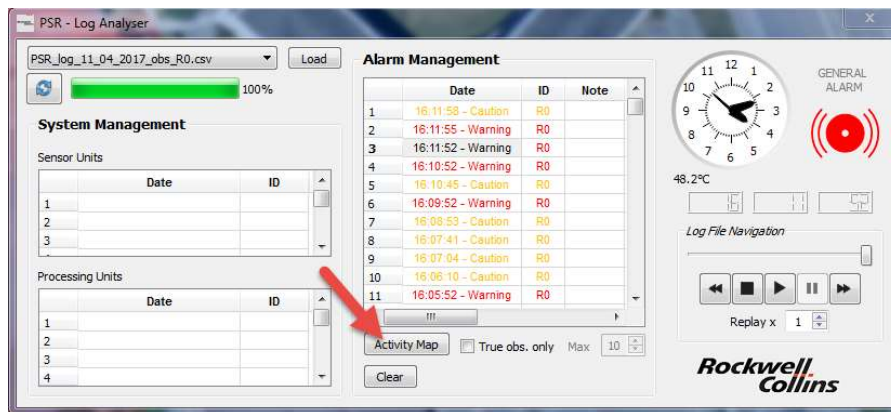 PSR - Log Analyser
PSR_log_11_04_2017_obs_R0.csv
Load
100%
System Management
Sensor Units
Date ID
1
2
3
Processing Units
Date ID
1
2
3
4
Alarm Management
Date ID Note
1 16:11:58 - Caution R0
2 16:11:55 - Warning R0
3 16:11:52 - Warning R0
4 16:10:52 - Warning R0
5 16:10:45 - Caution R0
6 16:09:52 - Warning R0
7 16:08:53 - Caution R0
8 16:07:41 - Caution R0
9 16:07:04 - Caution R0
10 16:06:10 - Caution R0
11 16:05:52 - Warning R0
Activity Map True obs. only Max 10
Clear
12 1 2 3 4 5 6 7 8 9 10 11
GENERAL
ALARM
48.2°C
16 11 52
Log File Navigation
Replay x 1
Rockwell
Collins